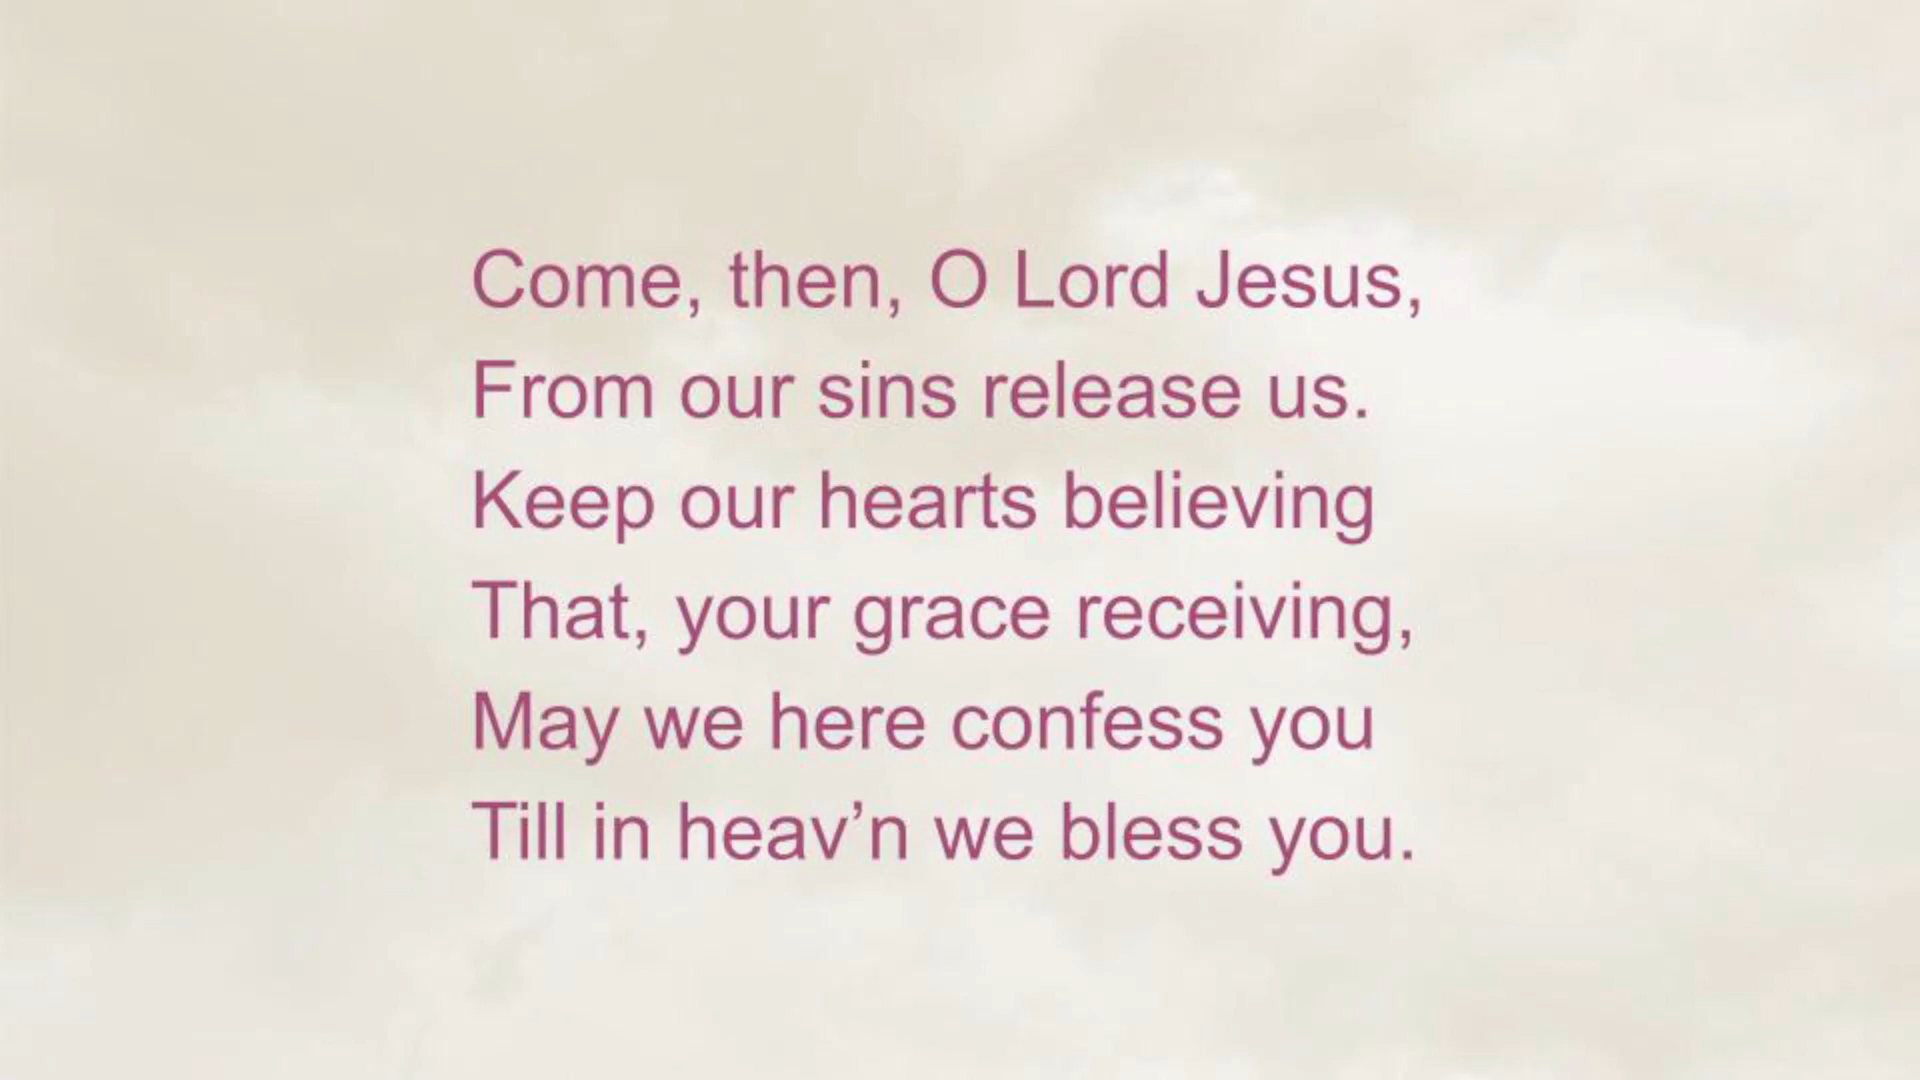 Come, then, O Lord Jesus,
From our sins release us.
Keep our hearts believing
That, your grace receiving,
May we here confess you
Till in heav’n we bless you.